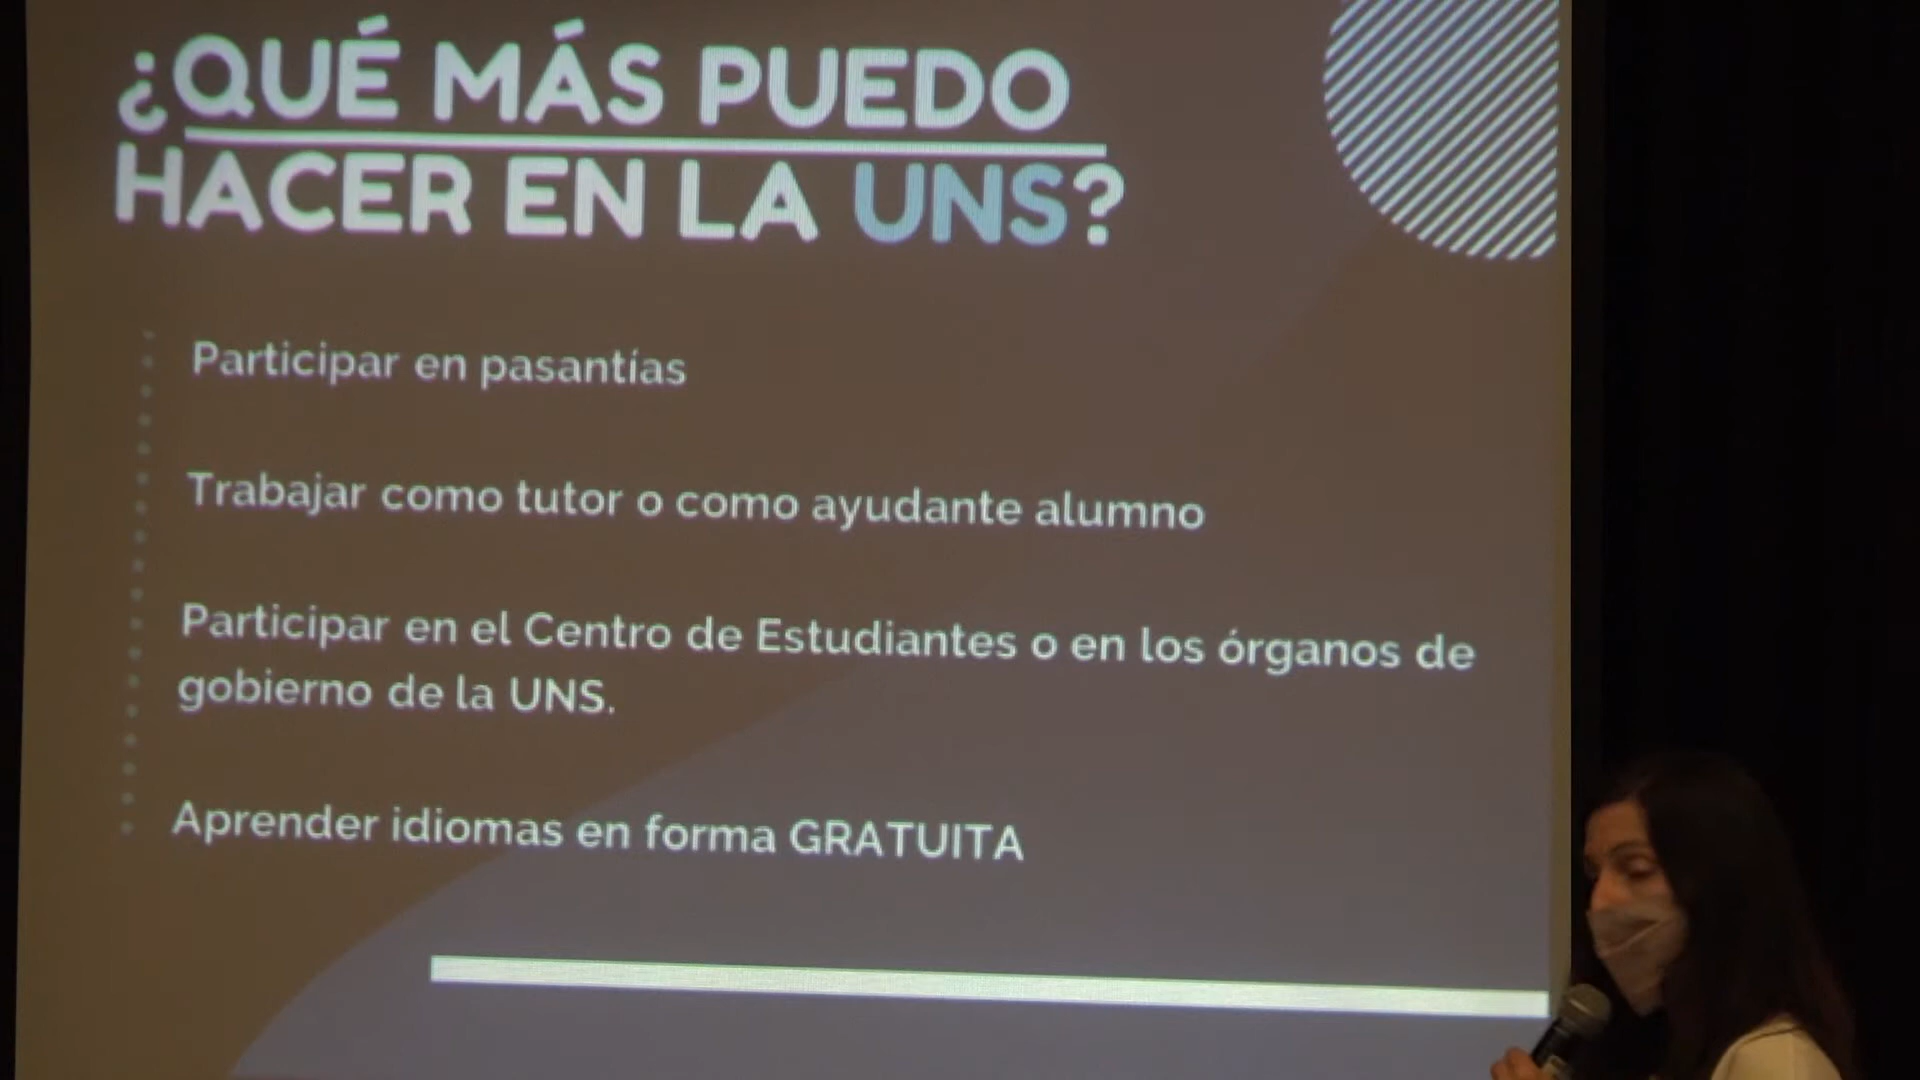 ¿QUÉ MÁS PUEDO
HACER EN LA UNS?
Participar en pasantías
Trabajar como tutor o como ayudante alumno
Participar en el Centro de Estudiantes o en los órganos de
gobierno de la UNS.
Aprender idiomas en forma GRATUITA